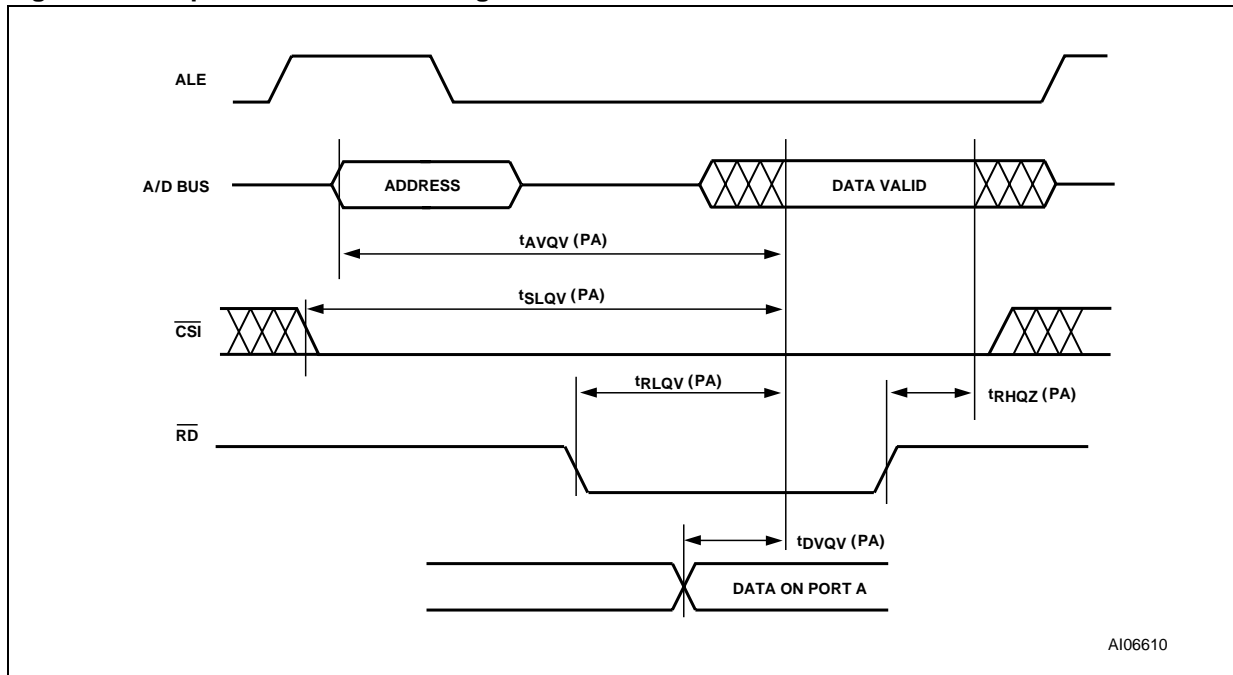 ALE
A/D BUS
ADDRESS
DATA VALID
tAVQV (PA)
tSLQV (PA)
CSI
tRLQV (PA)
tRHQZ (PA)
RD
tDVQV (PA)
DATA ON PORT A
AI06610